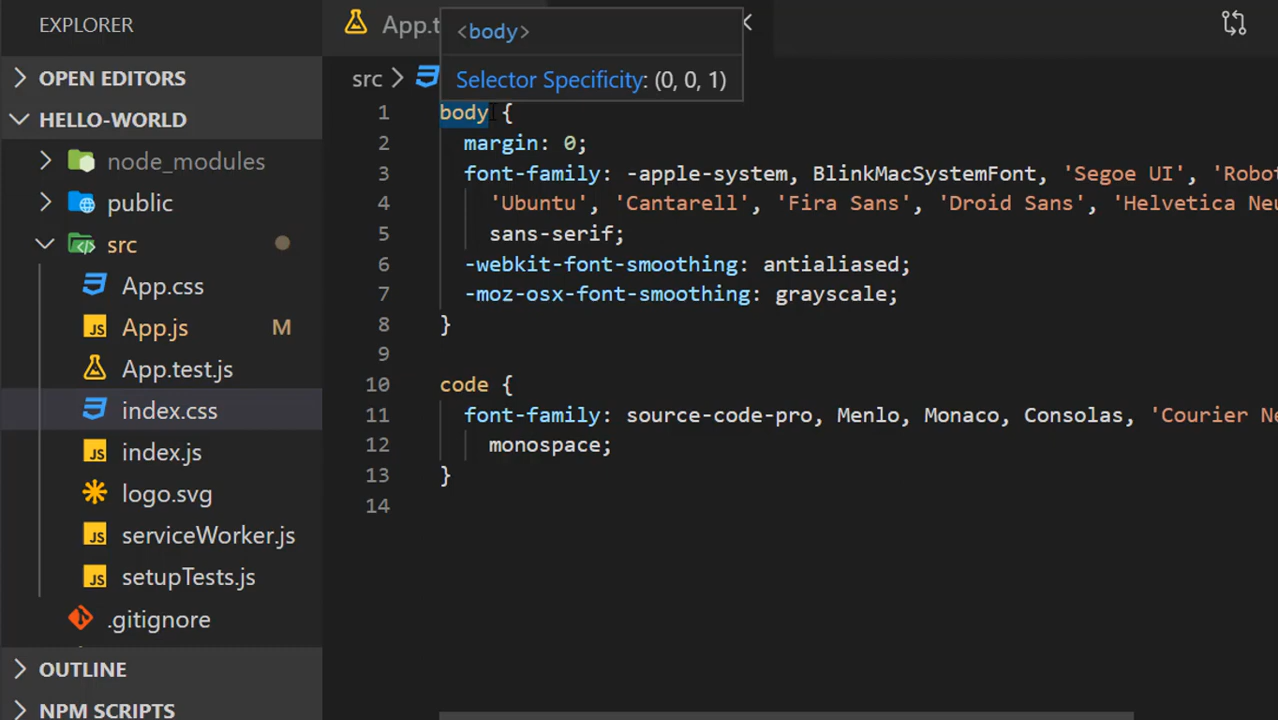 EXPLORER
OPEN EDITORS
HELLO-WORLD
node_modules
public
src
App.css
App.js M
App.test.js
index.css
index.js
logo.svg
serviceWorker.js
setupTests.js
.gitignore
OUTLINE
NPM SCRIPTS
App.t
<body>
Selector Specificity: (0, 0, 1)
src >
1 body {
2 margin: 0;
3 font-family: -apple-system, BlinkMacSystemFont, 'Segoe UI', 'Robot
4 'Ubuntu', 'Cantarell', 'Fira Sans', 'Droid Sans', 'Helvetica Neu
5 sans-serif;
6 -webkit-font-smoothing: antialiased;
7 -moz-osx-font-smoothing: grayscale;
8 }
9
10 code {
11 font-family: source-code-pro, Menlo, Monaco, Consolas, 'Courier Ne
12 monospace;
13 }
14